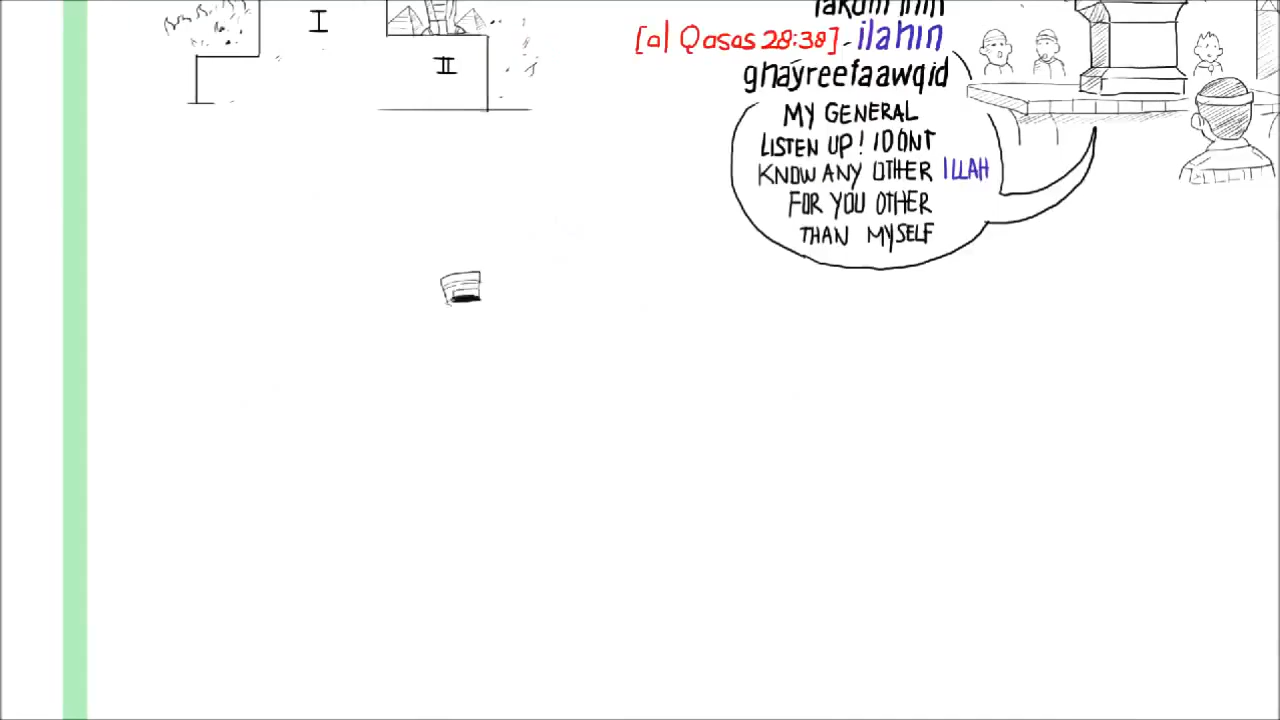 I
II
[al Qasas 28:38]- ilahin
ghayreefaawqid
MY GENERAL
LISTEN UP! I DONT
KNOW ANY OTHER ILLAH
FOR YOU OTHER
THAN MYSELF